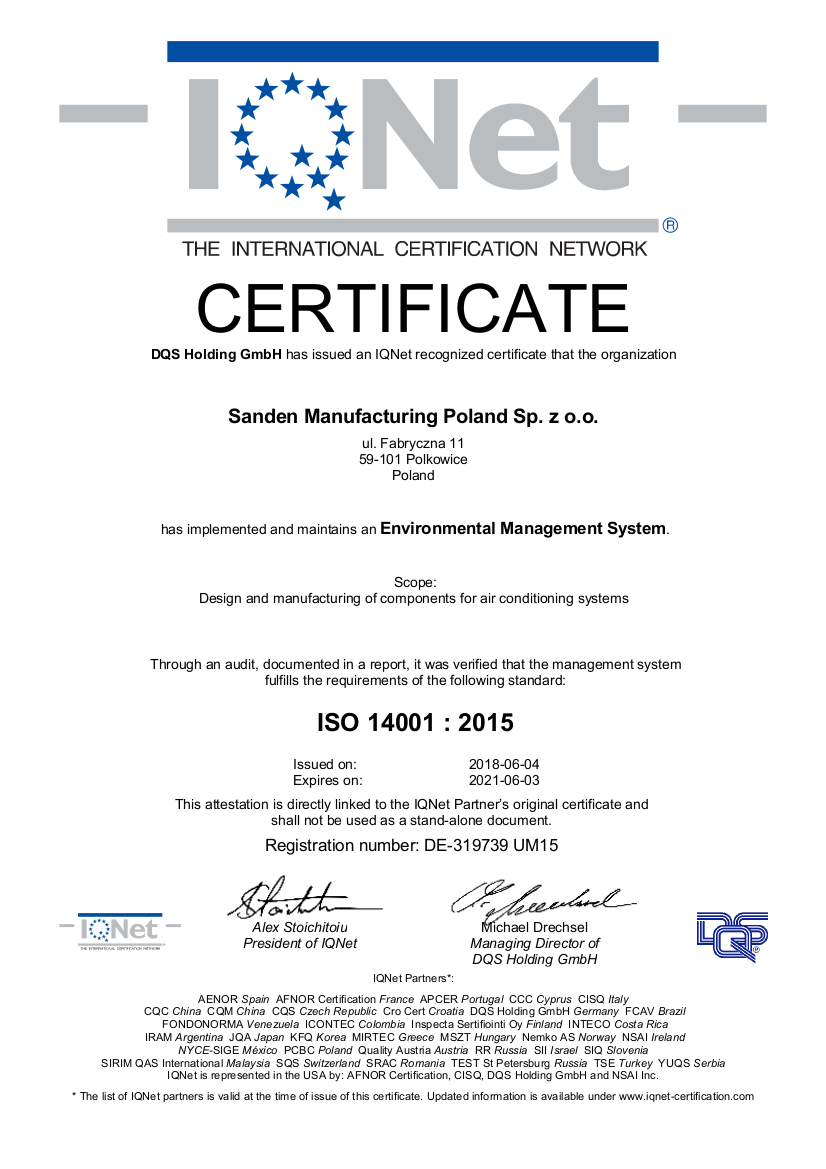 IQNet
®
THE INTERNATIONAL CERTIFICATION NETWORK
CERTIFICATE
DQS Holding GmbH has issued an IQNet recognized certificate that the organization
Sanden Manufacturing Poland Sp. z o.o.
ul. Fabryczna 11
59-101 Polkowice
Poland
has implemented and maintains an Environmental Management System.
Scope:
Design and manufacturing of components for air conditioning systems
Through an audit, documented in a report, it was verified that the management system
fulfills the requirements of the following standard:
ISO 14001 : 2015
Issued on: 2018-06-04
Expires on: 2021-06-03
This attestation is directly linked to the IQNet Partner’s original certificate and
shall not be used as a stand-alone document.
Registration number: DE-319739 UM15
IQNet
THE INTERNATIONAL CERTIFICATION NETWORK
Alex Stoichitoiu
President of IQNet
Michael Drechsel
Managing Director of
DQS Holding GmbH
DQS
®
IQNet Partners*:
AENOR Spain AFNOR Certification France APCER Portugal CCC Cyprus CISQ Italy
CQC China CQM China CQS Czech Republic Cro Cert Croatia DQS Holding GmbH Germany FCAV Brazil
FONDONORMA Venezuela ICONTEC Colombia Inspecta Sertifiointi Oy Finland INTECO Costa Rica
IRAM Argentina JQA Japan KFQ Korea MIRTEC Greece MSZT Hungary Nemko AS Norway NSAI Ireland
NYCE-SIGE México PCBC Poland Quality Austria Austria RR Russia SII Israel SIQ Slovenia
SIRIM QAS International Malaysia SQS Switzerland SRAC Romania TEST St Petersburg Russia TSE Turkey YUQS Serbia
IQNet is represented in the USA by: AFNOR Certification, CISQ, DQS Holding GmbH and NSAI Inc.
* The list of IQNet partners is valid at the time of issue of this certificate. Updated information is available under www.iqnet-certification.com